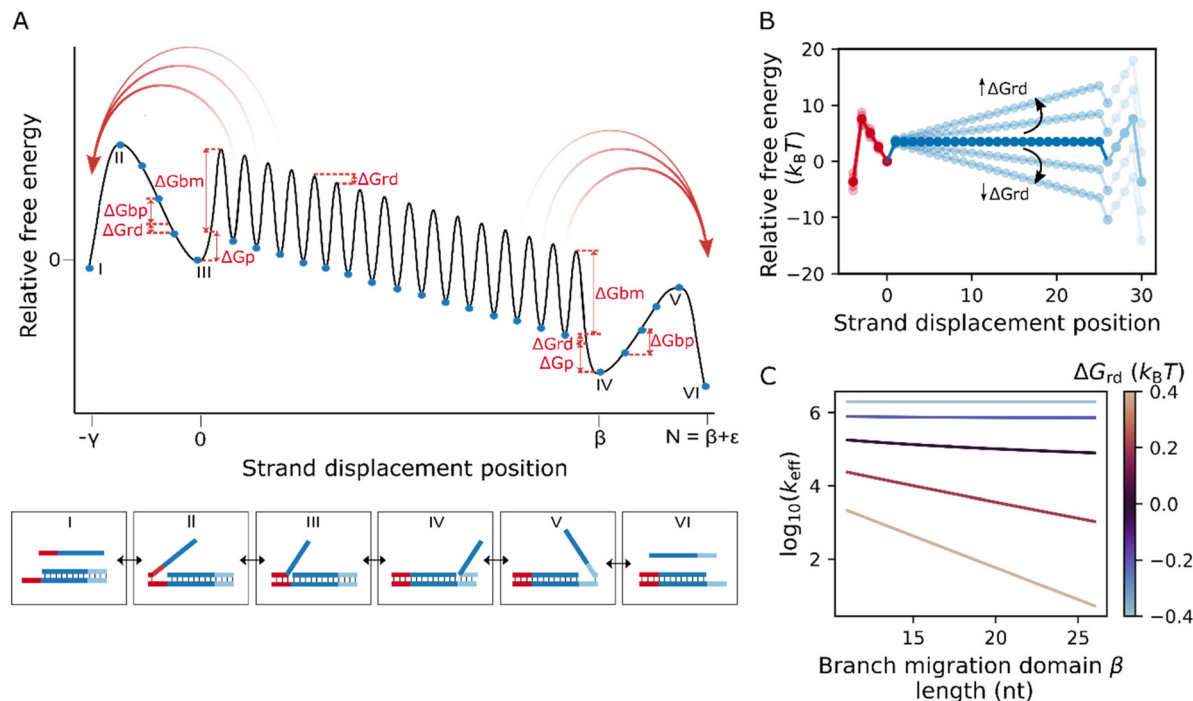 A
Relative free energy
0
I
II
III
IV
V
VI
ΔGbp
ΔGrd
ΔGbm
ΔGp
ΔGrd
ΔGbm
ΔGrd
ΔGp
ΔGbp
-γ
0
β
N = β+ε
Strand displacement position
I
II
III
IV
V
VI
B
Relative free energy
(kBT)
20
10
0
−10
−20
↑ΔGrd
↓ΔGrd
0
10
20
30
Strand displacement position
C
ΔGrd (kBT)
log10(keff)
6
4
2
15
20
25
Branch migration domain β
length (nt)
0.4
0.2
0.0
−0.2
−0.4